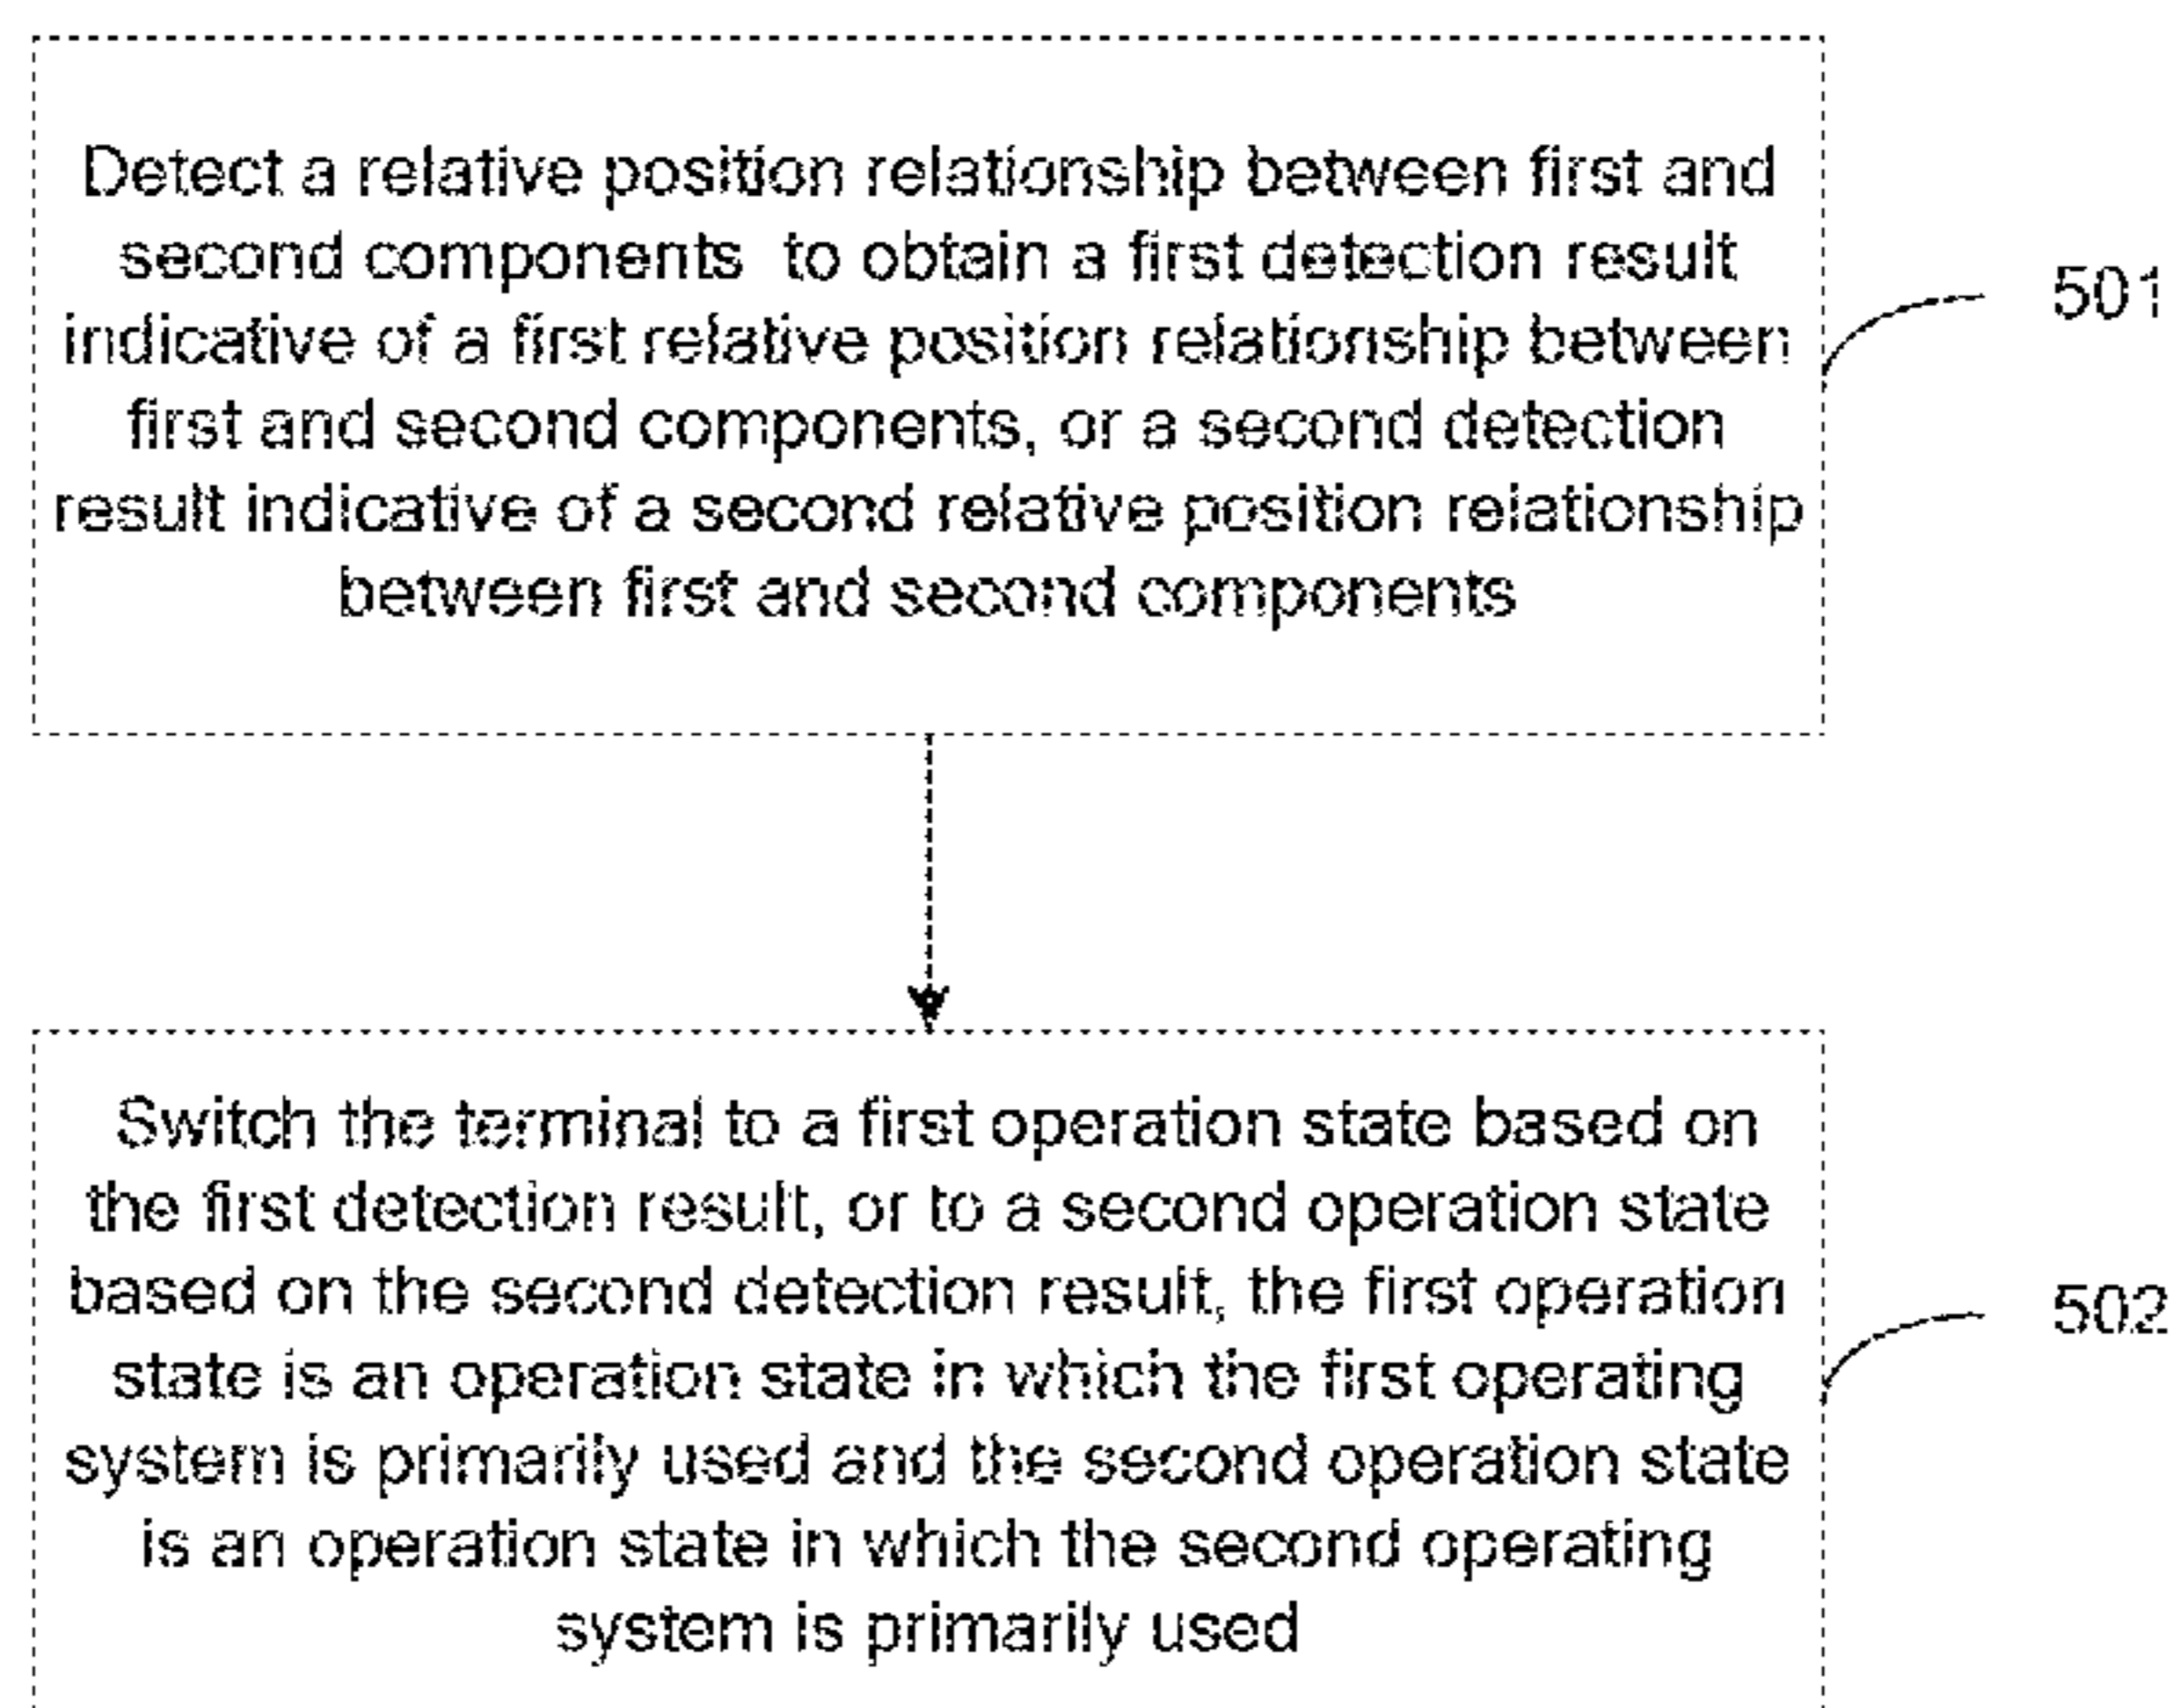 Detect a relative position relationship between first and
second components to obtain a first detection result
indicative of a first relative position relationship between
first and second components, or a second detection
result indicative of a second relative position relationship
between first and second components
501
Switch the terminal to a first operation state based on
the first detection result, or to a second operation state
based on the second detection result, the first operation
state is an operation state in which the first operating
system is primarily used and the second operation state
is an operation state in which the second operating
system is primarily used
502